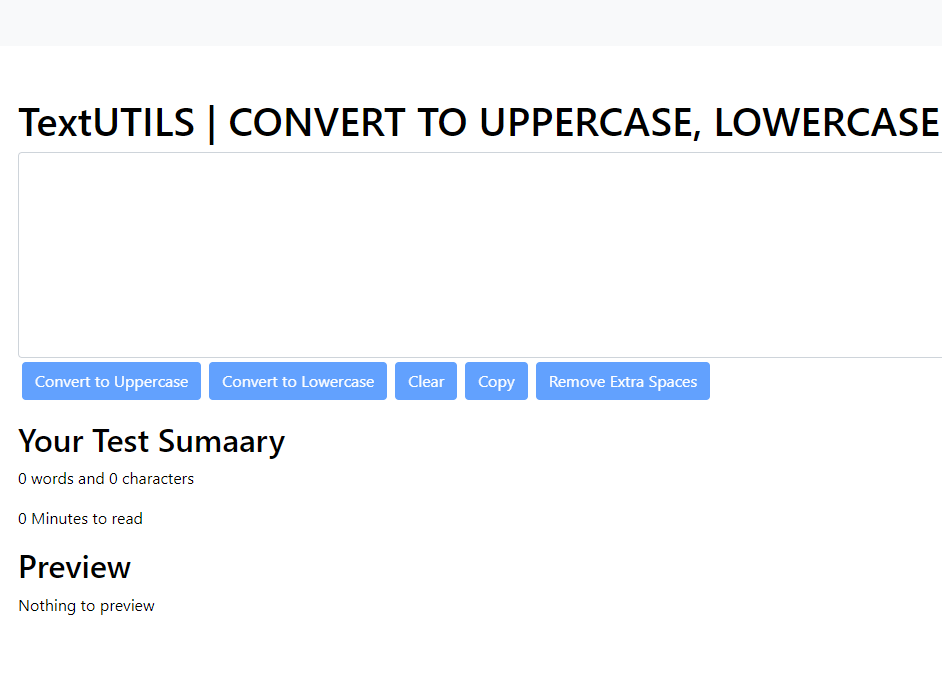 TextUTILS | CONVERT TO UPPERCASE, LOWERCASE
Convert to Uppercase Convert to Lowercase Clear Copy Remove Extra Spaces
Your Test Sumaary
0 words and 0 characters
0 Minutes to read
Preview
Nothing to preview